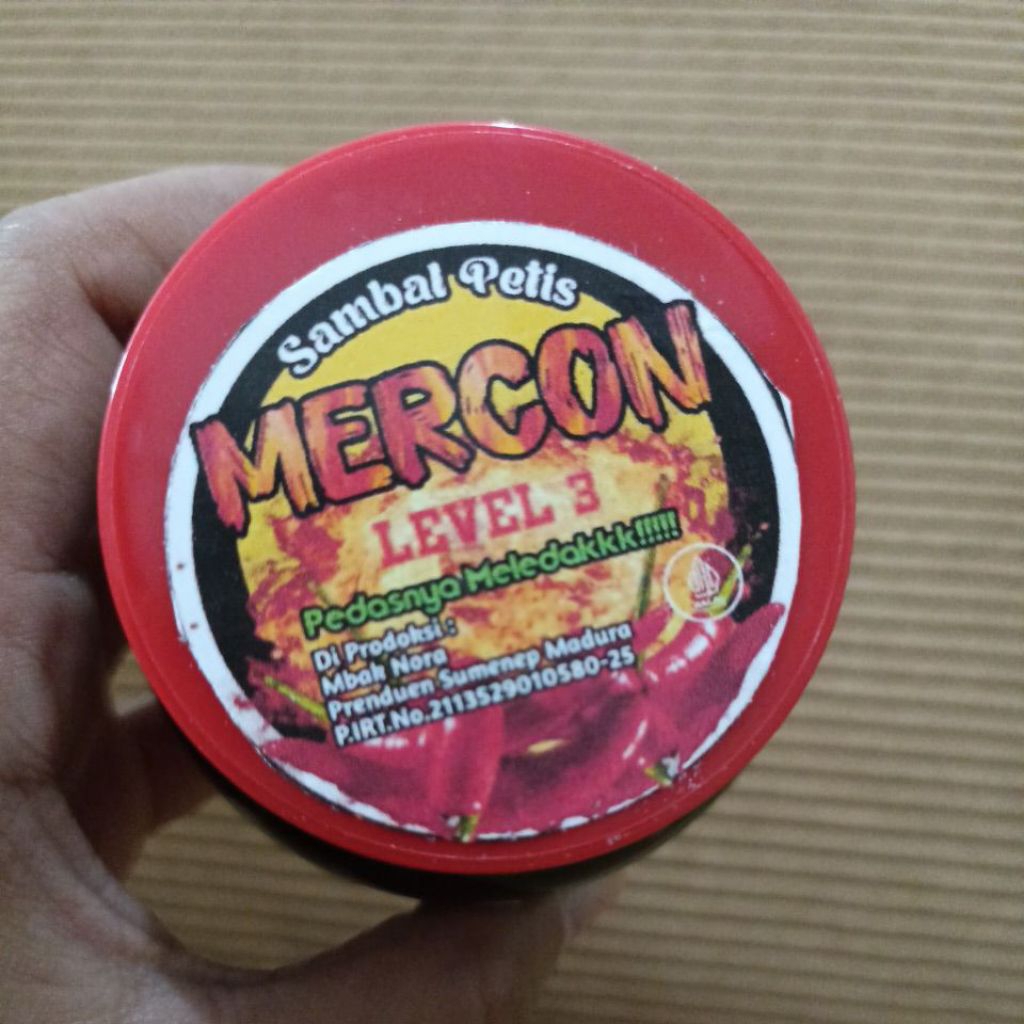 Sambal Petis
MERCON
LEVEL 3
Pedasnya Meledakkk!!!!!
Di Prodoksi :
Mbak Nora
Prenduen Sumenep Madura
P.IRT.No.2113529010580-25